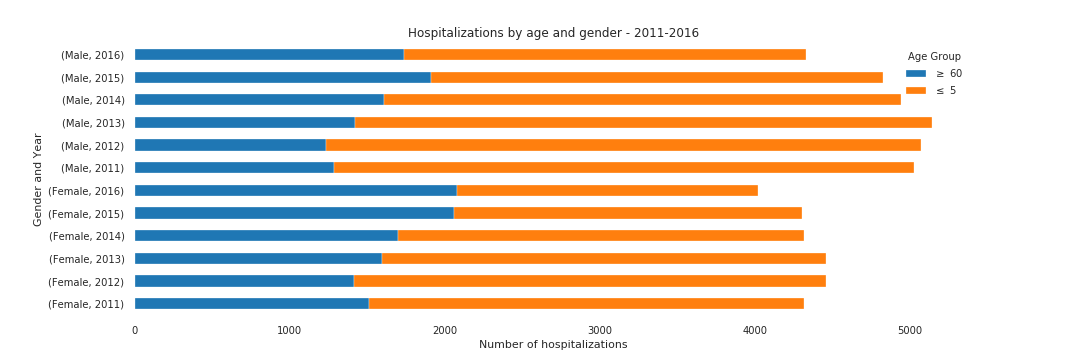 Hospitalizations by age and gender - 2011-2016
Age Group
≥ 60
≤ 5
Gender and Year
(Male, 2016)
(Male, 2015)
(Male, 2014)
(Male, 2013)
(Male, 2012)
(Male, 2011)
(Female, 2016)
(Female, 2015)
(Female, 2014)
(Female, 2013)
(Female, 2012)
(Female, 2011)
0 1000 2000 3000 4000 5000
Number of hospitalizations